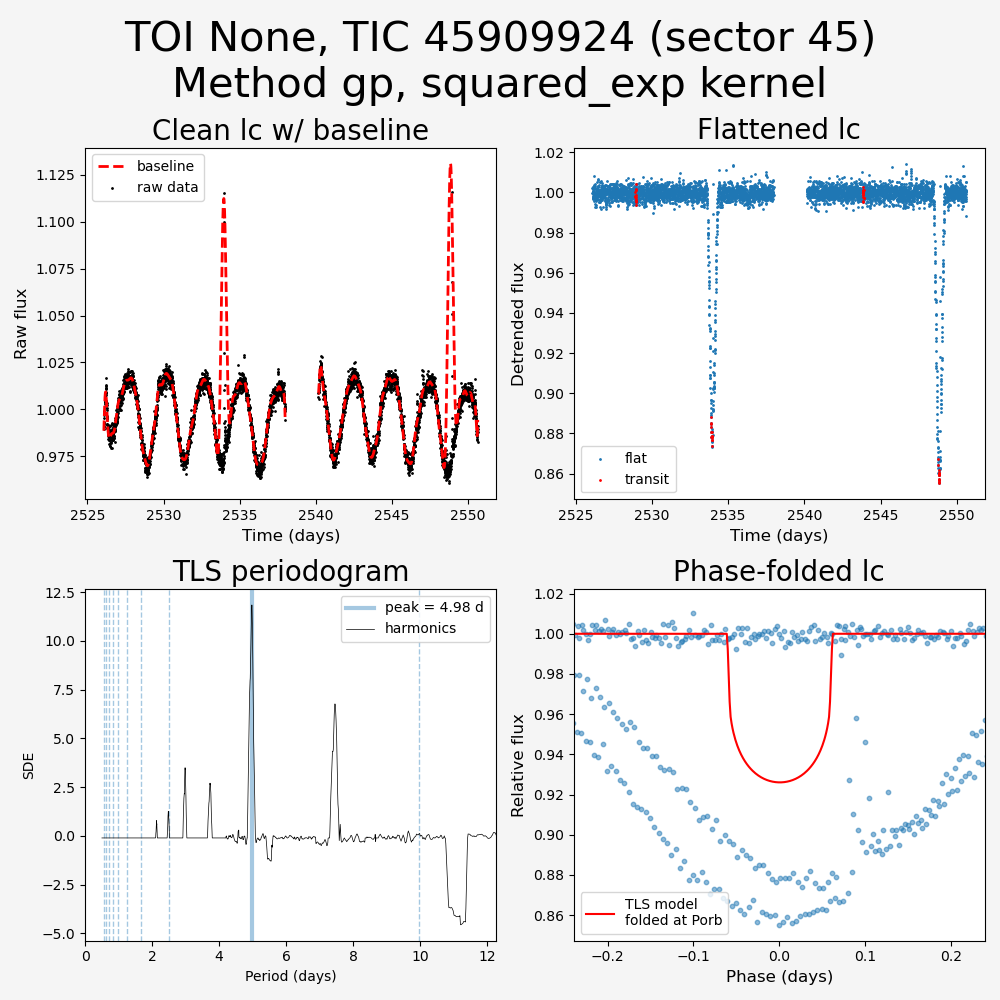 TOI None, TIC 45909924 (sector 45)
Method gp, squared_exp kernel
Clean lc w/ baseline
baseline
raw data
1.125
1.100
1.075
1.050
1.025
1.000
0.975
Raw flux
2525
2530
2535
2540
2545
2550
Time (days)
Flattened lc
1.02
1.00
0.98
0.96
0.94
0.92
0.90
0.88
0.86
Detrended flux
flat
transit
2525
2530
2535
2540
2545
2550
Time (days)
TLS periodogram
peak = 4.98 d
harmonics
12.5
10.0
7.5
5.0
2.5
0.0
−2.5
−5.0
SDE
0
2
4
6
8
10
12
Period (days)
Phase-folded lc
1.02
1.00
0.98
0.96
0.94
0.92
0.90
0.88
0.86
Relative flux
TLS model
folded at Porb
−0.2
−0.1
0.0
0.1
0.2
Phase (days)